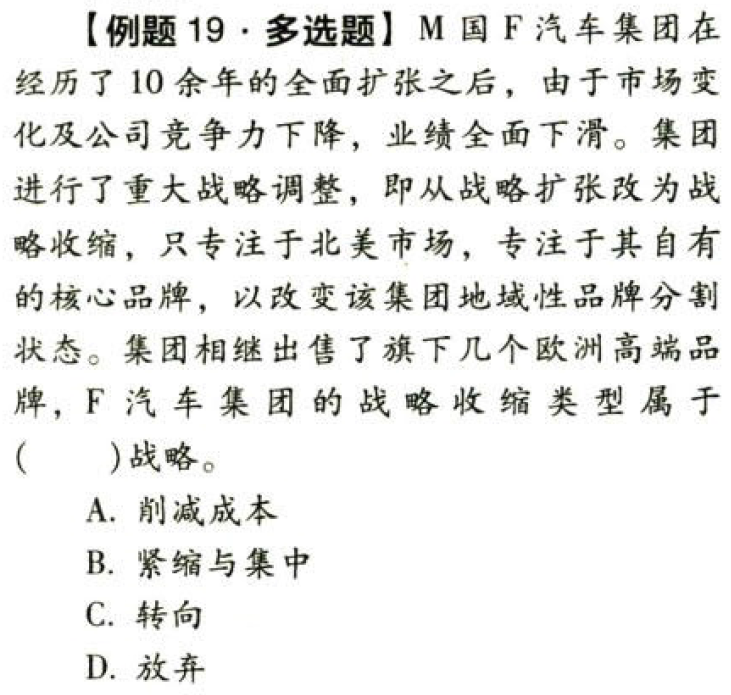 【例题 19 · 多选题】M 国 F 汽车集团在
经历了 10 余年的全面扩张之后，由于市场变
化及公司竞争力下降，业绩全面下滑。集团
进行了重大战略调整，即从战略扩张改为战
略收缩，只专注于北美市场，专注于其自有
的核心品牌，以改变该集团地域性品牌分割
状态。集团相继出售了旗下几个欧洲高端品
牌，F 汽车集团的战略收缩类型属于
(  )战略。
A. 削减成本
B. 紧缩与集中
C. 转向
D. 放弃